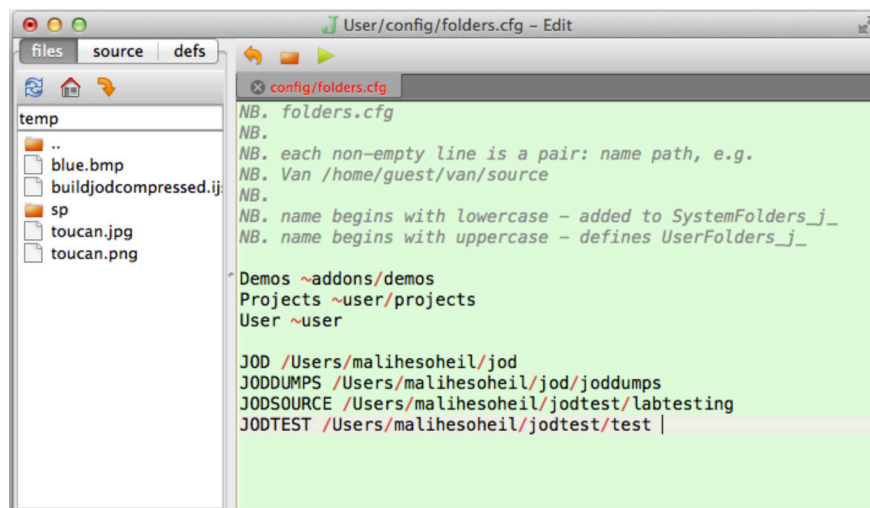 User/config/folders.cfg – Edit
files source defs
temp
..
blue.bmp
buildjodcompressed.ij
sp
toucan.jpg
toucan.png
config/folders.cfg
NB. folders.cfg
NB.
NB. each non-empty line is a pair: name path, e.g.
NB. Van /home/guest/van/source
NB.
NB. name begins with lowercase - added to SystemFolders_j_
NB. name begins with uppercase - defines UserFolders_j_
Demos ~addons/demos
Projects ~user/projects
User ~user
JOD /Users/malihesoheil/jod
JODDUMPS /Users/malihesoheil/jod/joddumps
JODSOURCE /Users/malihesoheil/jodtest/labtesting
JODTEST /Users/malihesoheil/jodtest/test